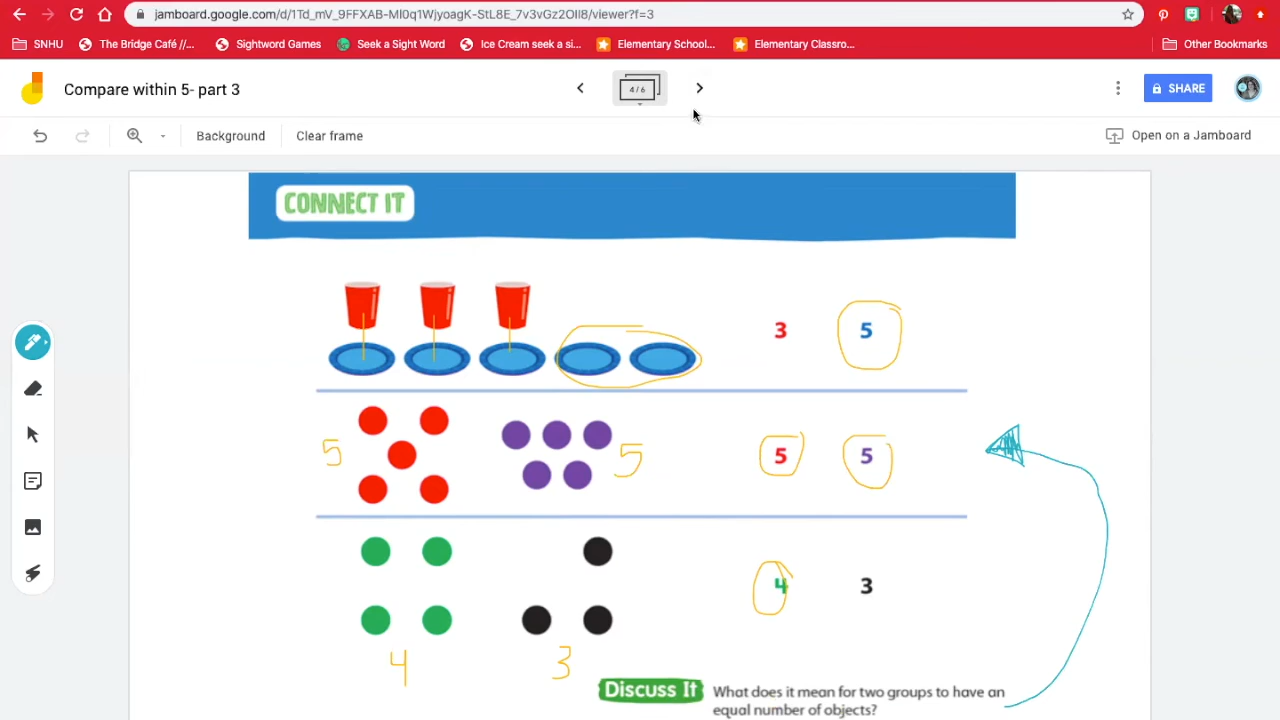 jamboard.google.com/d/1Td_mV_9FFXAB-Ml0q1WjyoagK-StL8E_7v3vGz2OlI8/viewer?f=3
SNHU The Bridge Café //... Sightword Games Seek a Sight Word Ice Cream seek a si... Elementary School... Elementary Classro... Other Bookmarks
Compare within 5- part 3
4 / 6
SHARE
Background
Clear frame
Open on a Jamboard
CONNECT IT
3 5
5 5 5 5
4 3
4 3
Discuss It What does it mean for two groups to have an
equal number of objects?